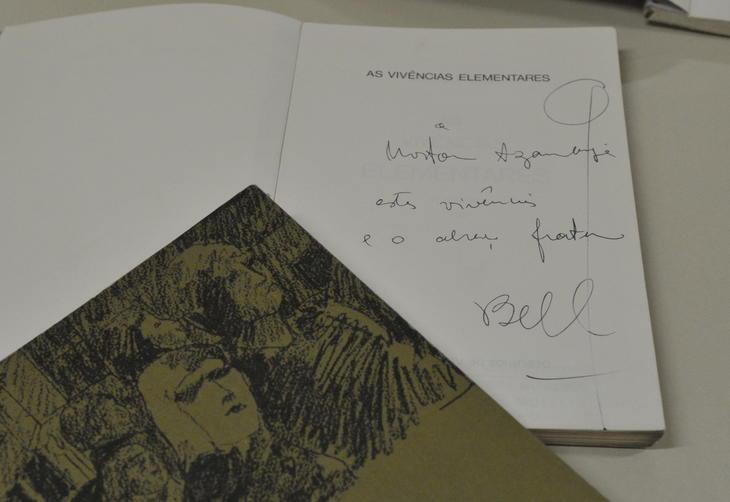 AS VIVÊNCIAS ELEMENTARES
a
Norton Azambuja
estas vivências
e o abraço fraterno
Bell